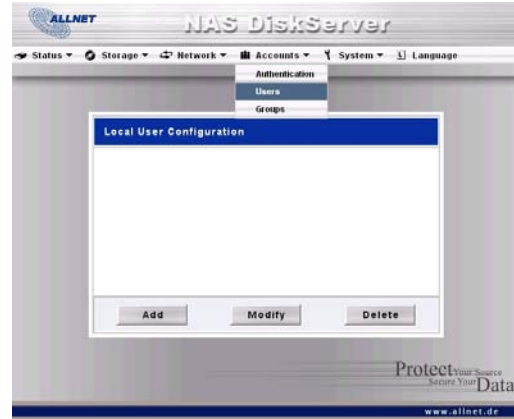 ALLNET
NAS DiskServer
Status Storage Network Accounts System Language
Authentication
Users
Groups
Local User Configuration
Add Modify Delete
Protect Your Source
Secure Your Data
www.allnet.de